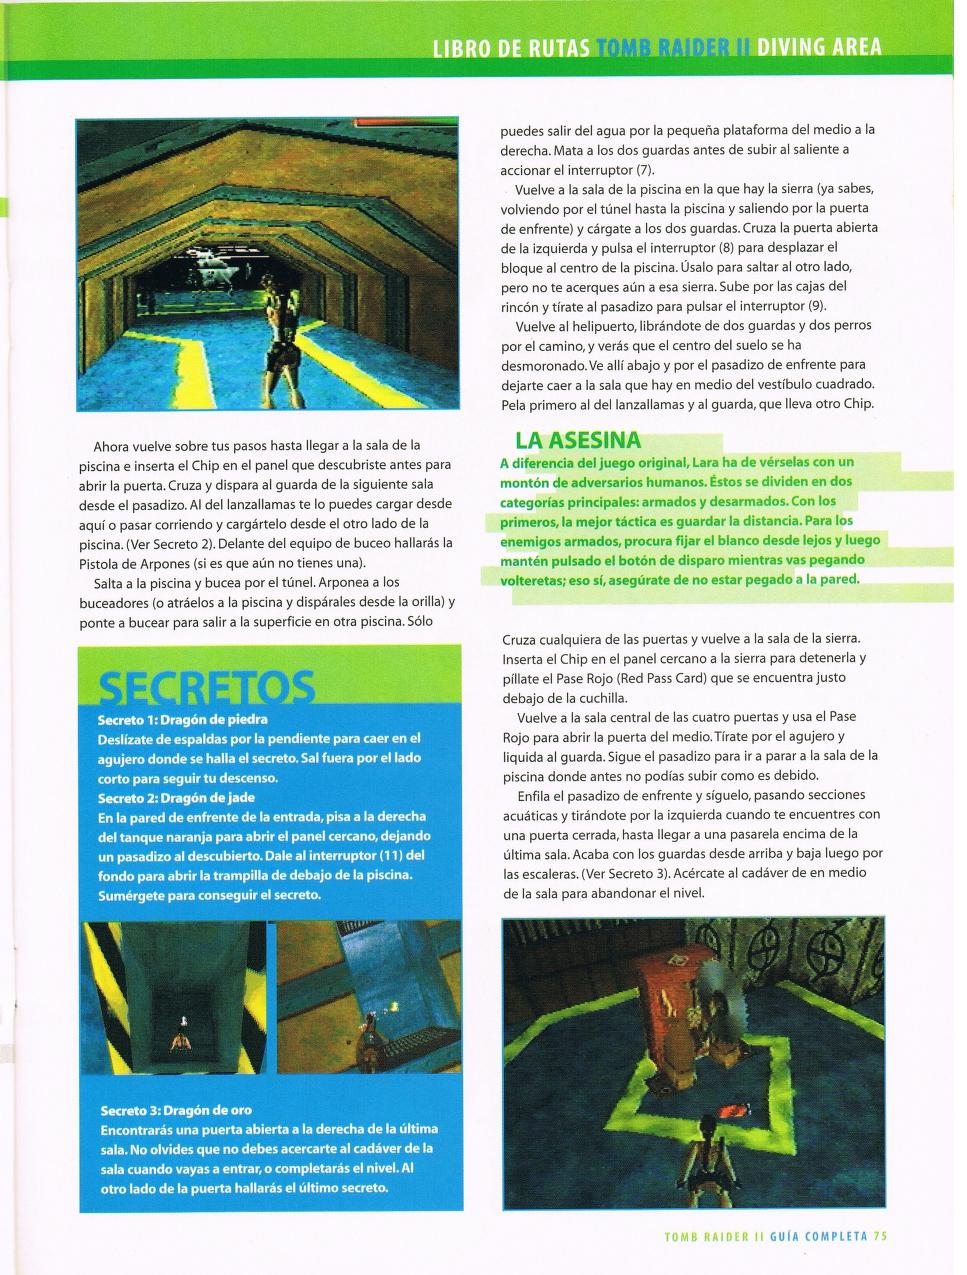 LIBRO DE RUTAS TOMB RAIDER II DIVING AREA
Ahora vuelve sobre tus pasos hasta llegar a la sala de la
piscina e inserta el Chip en el panel que descubriste antes para
abrir la puerta. Cruza y dispara al guarda de la siguiente sala
desde el pasadizo. Al del lanzallamas te lo puedes cargar desde
aquí o pasar corriendo y cargártelo desde el otro lado de la
piscina. (Ver Secreto 2). Delante del equipo de buceo hallarás la
Pistola de Arpones (si es que aún no tienes una).
Salta a la piscina y bucea por el túnel. Arponea a los
buceadores (o atráelos a la piscina y dispárales desde la orilla) y
ponte a bucear para salir a la superficie en otra piscina. Sólo
SECRETOS
Secreto 1: Dragón de piedra
Deslízate de espaldas por la pendiente para caer en el
agujero donde se halla el secreto. Sal fuera por el lado
corto para seguir tu descenso.
Secreto 2: Dragón de jade
En la pared de enfrente de la entrada, pisa a la derecha
del tanque naranja para abrir el panel cercano, dejando
un pasadizo al descubierto. Dale al interruptor (11) del
fondo para abrir la trampilla de debajo de la piscina.
Sumérgete para conseguir el secreto.
Secreto 3: Dragón de oro
Encontrarás una puerta abierta a la derecha de la última
sala. No olvides que no debes acercarte al cadáver de la
sala cuando vayas a entrar, o completarás el nivel. Al
otro lado de la puerta hallarás el último secreto.
puedes salir del agua por la pequeña plataforma del medio a la
derecha. Mata a los dos guardas antes de subir al saliente a
accionar el interruptor (7).
Vuelve a la sala de la piscina en la que hay la sierra (ya sabes,
volviendo por el túnel hasta la piscina y saliendo por la puerta
de enfrente) y cárgate a los dos guardas. Cruza la puerta abierta
de la izquierda y pulsa el interruptor (8) para desplazar el
bloque al centro de la piscina. Úsalo para saltar al otro lado,
pero no te acerques aún a esa sierra. Sube por las cajas del
rincón y tírate al pasadizo para pulsar el interruptor (9).
Vuelve al helipuerto, librándote de dos guardas y dos perros
por el camino, y verás que el centro del suelo se ha
desmoronado. Ve allí abajo y por el pasadizo de enfrente para
dejarte caer a la sala que hay en medio del vestíbulo cuadrado.
Pela primero al del lanzallamas y al guarda, que lleva otro Chip.
LA ASESINA
A diferencia del juego original, Lara ha de vérselas con un
montón de adversarios humanos. Éstos se dividen en dos
categorías principales: armados y desarmados. Con los
primeros, la mejor táctica es guardar la distancia. Para los
enemigos armados, procura fijar el blanco desde lejos y luego
mantén pulsado el botón de disparo mientras vas pegando
volteretas; eso sí, asegúrate de no estar pegado a la pared.
Cruza cualquiera de las puertas y vuelve a la sala de la sierra.
Inserta el Chip en el panel cercano a la sierra para detenerla y
píllate el Pase Rojo (Red Pass Card) que se encuentra justo
debajo de la cuchilla.
Vuelve a la sala central de las cuatro puertas y usa el Pase
Rojo para abrir la puerta del medio. Tírate por el agujero y
liquida al guarda. Sigue el pasadizo para ir a parar a la sala de la
piscina donde antes no podías subir como es debido.
Enfila el pasadizo de enfrente y síguelo, pasando secciones
acuáticas y tirándote por la izquierda cuando te encuentres con
una puerta cerrada, hasta llegar a una pasarela encima de la
última sala. Acaba con los guardas desde arriba y baja luego por
las escaleras. (Ver Secreto 3). Acércate al cadáver de en medio
de la sala para abandonar el nivel.
TOMB RAIDER II GUÍA COMPLETA 75